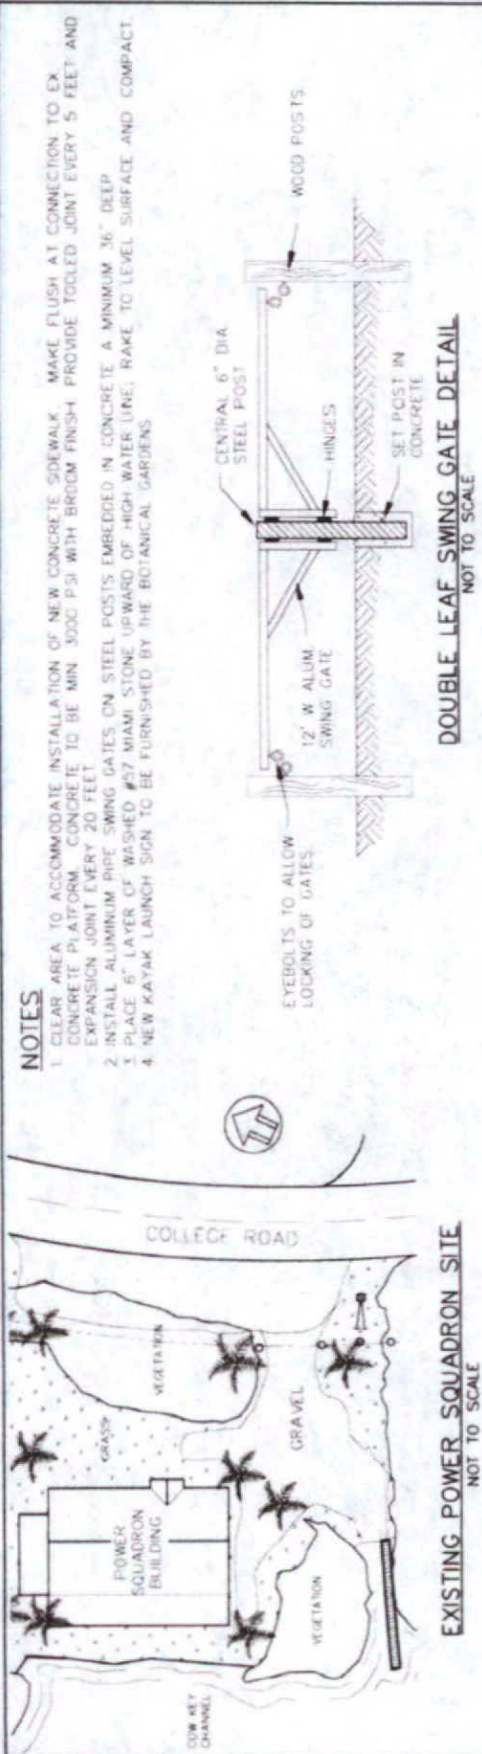 NOTES
1. CLEAR AREA TO ACCOMMODATE INSTALLATION OF NEW CONCRETE SIDEWALK. MAKE FLUSH AT CONNECTION TO EX.
CONCRETE PLATFORM. CONCRETE TO BE MIN. 3000 PSI WITH BROOM FINISH. PROVIDE TOOLED JOINT EVERY 5 FEET AND
EXPANSION JOINT EVERY 20 FEET.
2. INSTALL ALUMINUM PIPE SWING GATES ON STEEL POSTS EMBEDDED IN CONCRETE A MINIMUM 36" DEEP.
3. PLACE 6" LAYER OF WASHED #57 MIAMI STONE UPWARD OF HIGH WATER LINE; RAKE TO LEVEL SURFACE AND COMPACT.
4. NEW KAYAK LAUNCH SIGN TO BE FURNISHED BY THE BOTANICAL GARDENS
COLLEGE ROAD
VEGETATION
GRASS
GRAVEL
POWER
SQUADRON
BUILDING
VEGETATION
COW KEY
CHANNEL
EXISTING POWER SQUADRON SITE
NOT TO SCALE
EYEBOLTS TO ALLOW
LOCKING OF GATES
12' W ALUM.
SWING GATE
CENTRAL 6" DIA.
STEEL POST
HINGES
SET POST IN
CONCRETE
WOOD POSTS
DOUBLE LEAF SWING GATE DETAIL
NOT TO SCALE